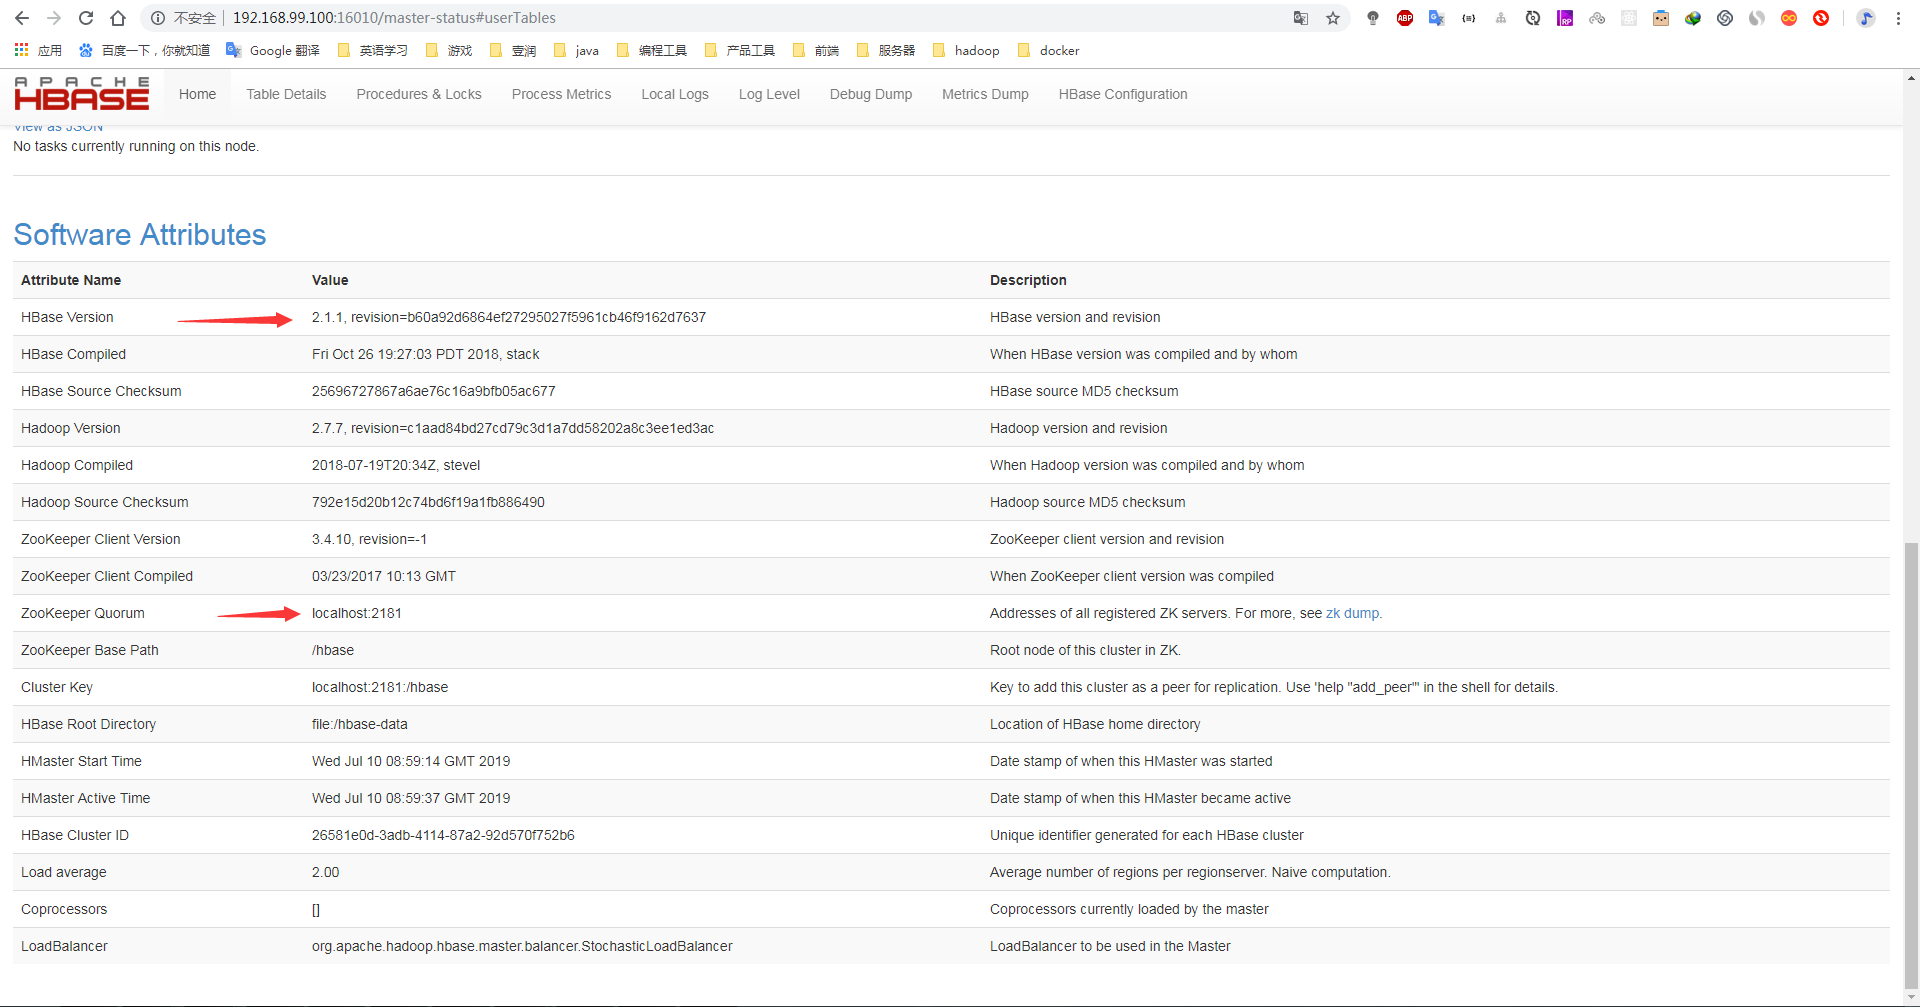 不安全 192.168.99.100:16010/master-status#userTables
应用 百度一下，你就知道 Google 翻译 英语学习 游戏 壹润 java 编程工具 产品工具 前端 服务器 hadoop docker
APACHE
HBASE
Home Table Details Procedures & Locks Process Metrics Local Logs Log Level Debug Dump Metrics Dump HBase Configuration
View as JSON
No tasks currently running on this node.
Software Attributes
Attribute Name Value Description
HBase Version 2.1.1, revision=b60a92d6864ef27295027f5961cb46f9162d7637 HBase version and revision
HBase Compiled Fri Oct 26 19:27:03 PDT 2018, stack When HBase version was compiled and by whom
HBase Source Checksum 25696727867a6ae76c16a9bfb05ac677 HBase source MD5 checksum
Hadoop Version 2.7.7, revision=c1aad84bd27cd79c3d1a7dd58202a8c3ee1ed3ac Hadoop version and revision
Hadoop Compiled 2018-07-19T20:34Z, stevel When Hadoop version was compiled and by whom
Hadoop Source Checksum 792e15d20b12c74bd6f19a1fb886490 Hadoop source MD5 checksum
ZooKeeper Client Version 3.4.10, revision=-1 ZooKeeper client version and revision
ZooKeeper Client Compiled 03/23/2017 10:13 GMT When ZooKeeper client version was compiled
ZooKeeper Quorum localhost:2181 Addresses of all registered ZK servers. For more, see zk dump.
ZooKeeper Base Path /hbase Root node of this cluster in ZK.
Cluster Key localhost:2181:/hbase Key to add this cluster as a peer for replication. Use 'help "add_peer"' in the shell for details.
HBase Root Directory file:/hbase-data Location of HBase home directory
HMaster Start Time Wed Jul 10 08:59:14 GMT 2019 Date stamp of when this HMaster was started
HMaster Active Time Wed Jul 10 08:59:37 GMT 2019 Date stamp of when this HMaster became active
HBase Cluster ID 26581e0d-3adb-4114-87a2-92d570f752b6 Unique identifier generated for each HBase cluster
Load average 2.00 Average number of regions per regionserver. Naive computation.
Coprocessors [] Coprocessors currently loaded by the master
LoadBalancer org.apache.hadoop.hbase.master.balancer.StochasticLoadBalancer LoadBalancer to be used in the Master